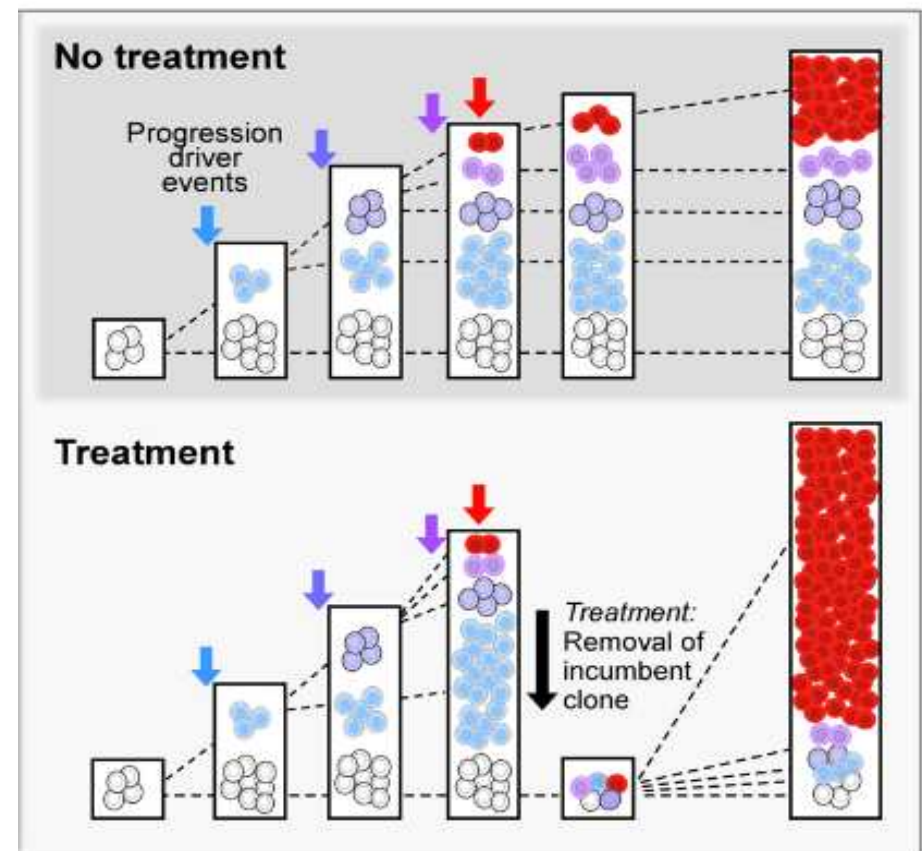 No treatment
Progression
driver
events
Treatment
Treatment:
Removal of
incumbent
clone